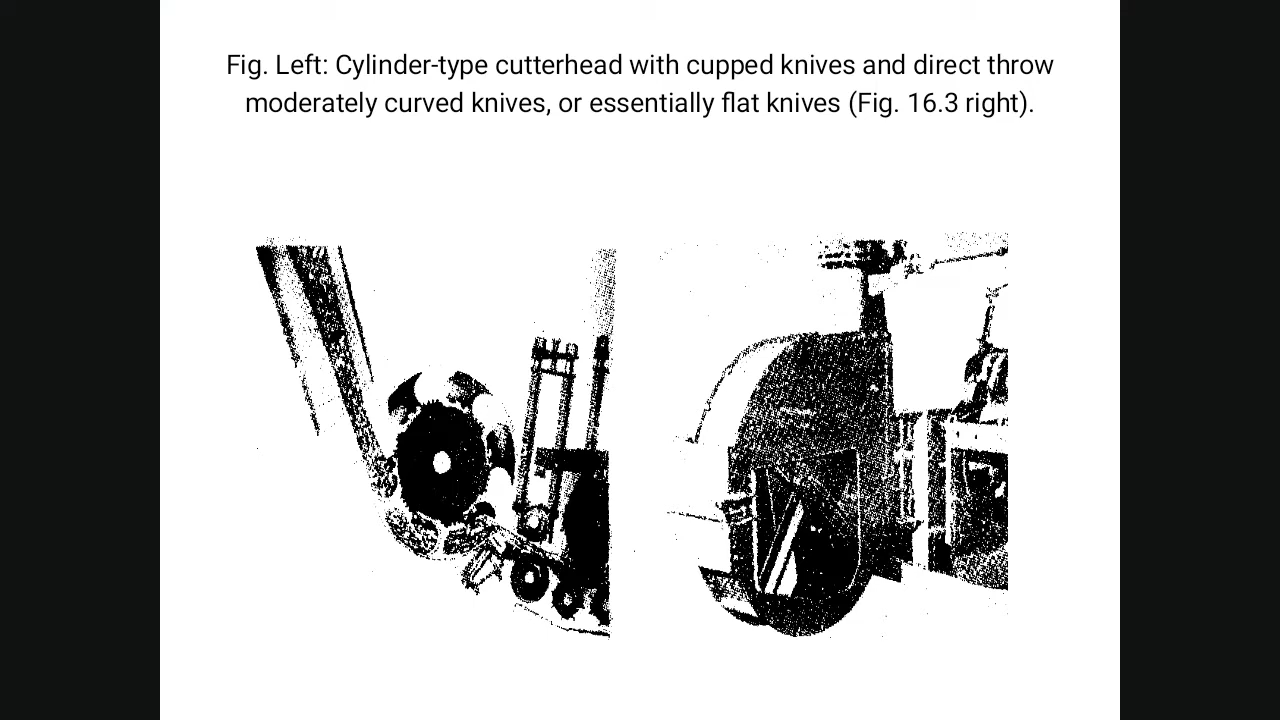 Fig. Left: Cylinder-type cutterhead with cupped knives and direct throw
moderately curved knives, or essentially flat knives (Fig. 16.3 right).